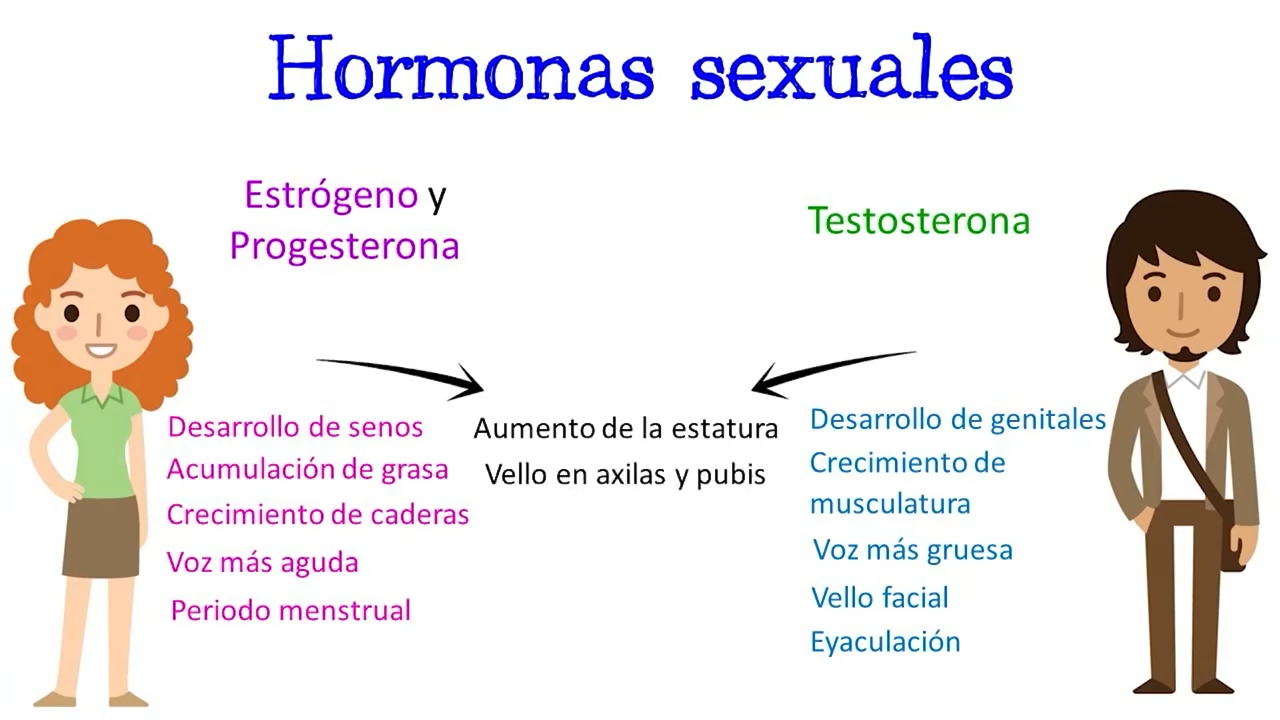 Hormonas sexuales
Estrógeno y
Progesterona
Testosterona
Desarrollo de senos
Acumulación de grasa
Crecimiento de caderas
Voz más aguda
Periodo menstrual
Aumento de la estatura
Vello en axilas y pubis
Desarrollo de genitales
Crecimiento de
musculatura
Voz más gruesa
Vello facial
Eyaculación